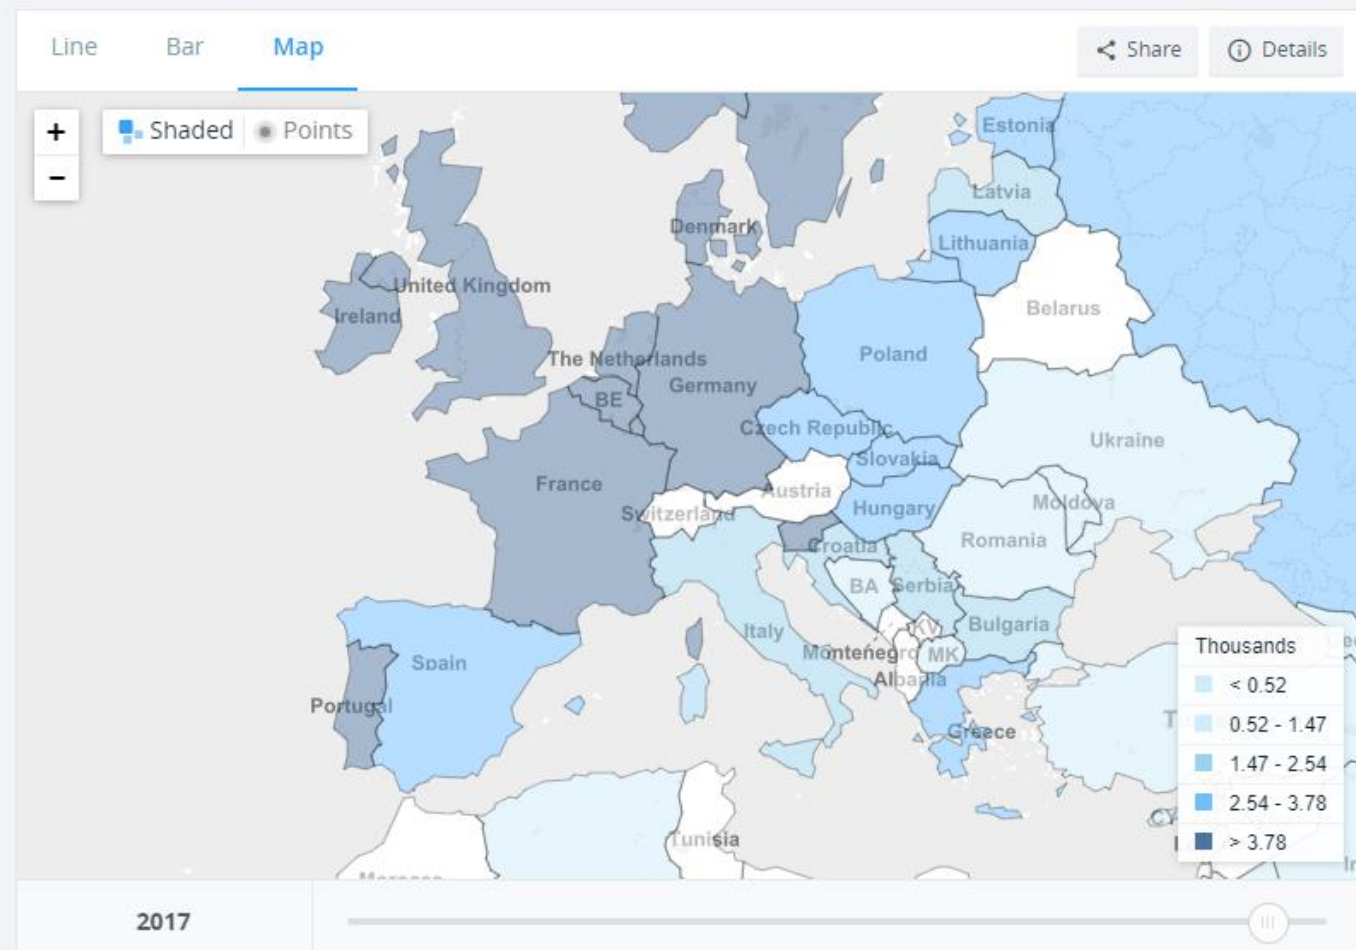 Line Bar Map Share Details
+ Shaded Points
−
Estonia
Latvia
Denmark
Lithuania
United Kingdom
Ireland
Belarus
The Netherlands
Poland
Germany
BE
Czech Republic
Ukraine
Slovakia
France
Austria
Moldova
Switzerland
Hungary
Romania
Croatia
BA Serbia
Italy
KV Bulgaria
Montenegro MK
Thousands
Spain
Albania
< 0.52
Portugal
0.52 - 1.47
Greece
1.47 - 2.54
2.54 - 3.78
Tunisia
> 3.78
Morocco
2017